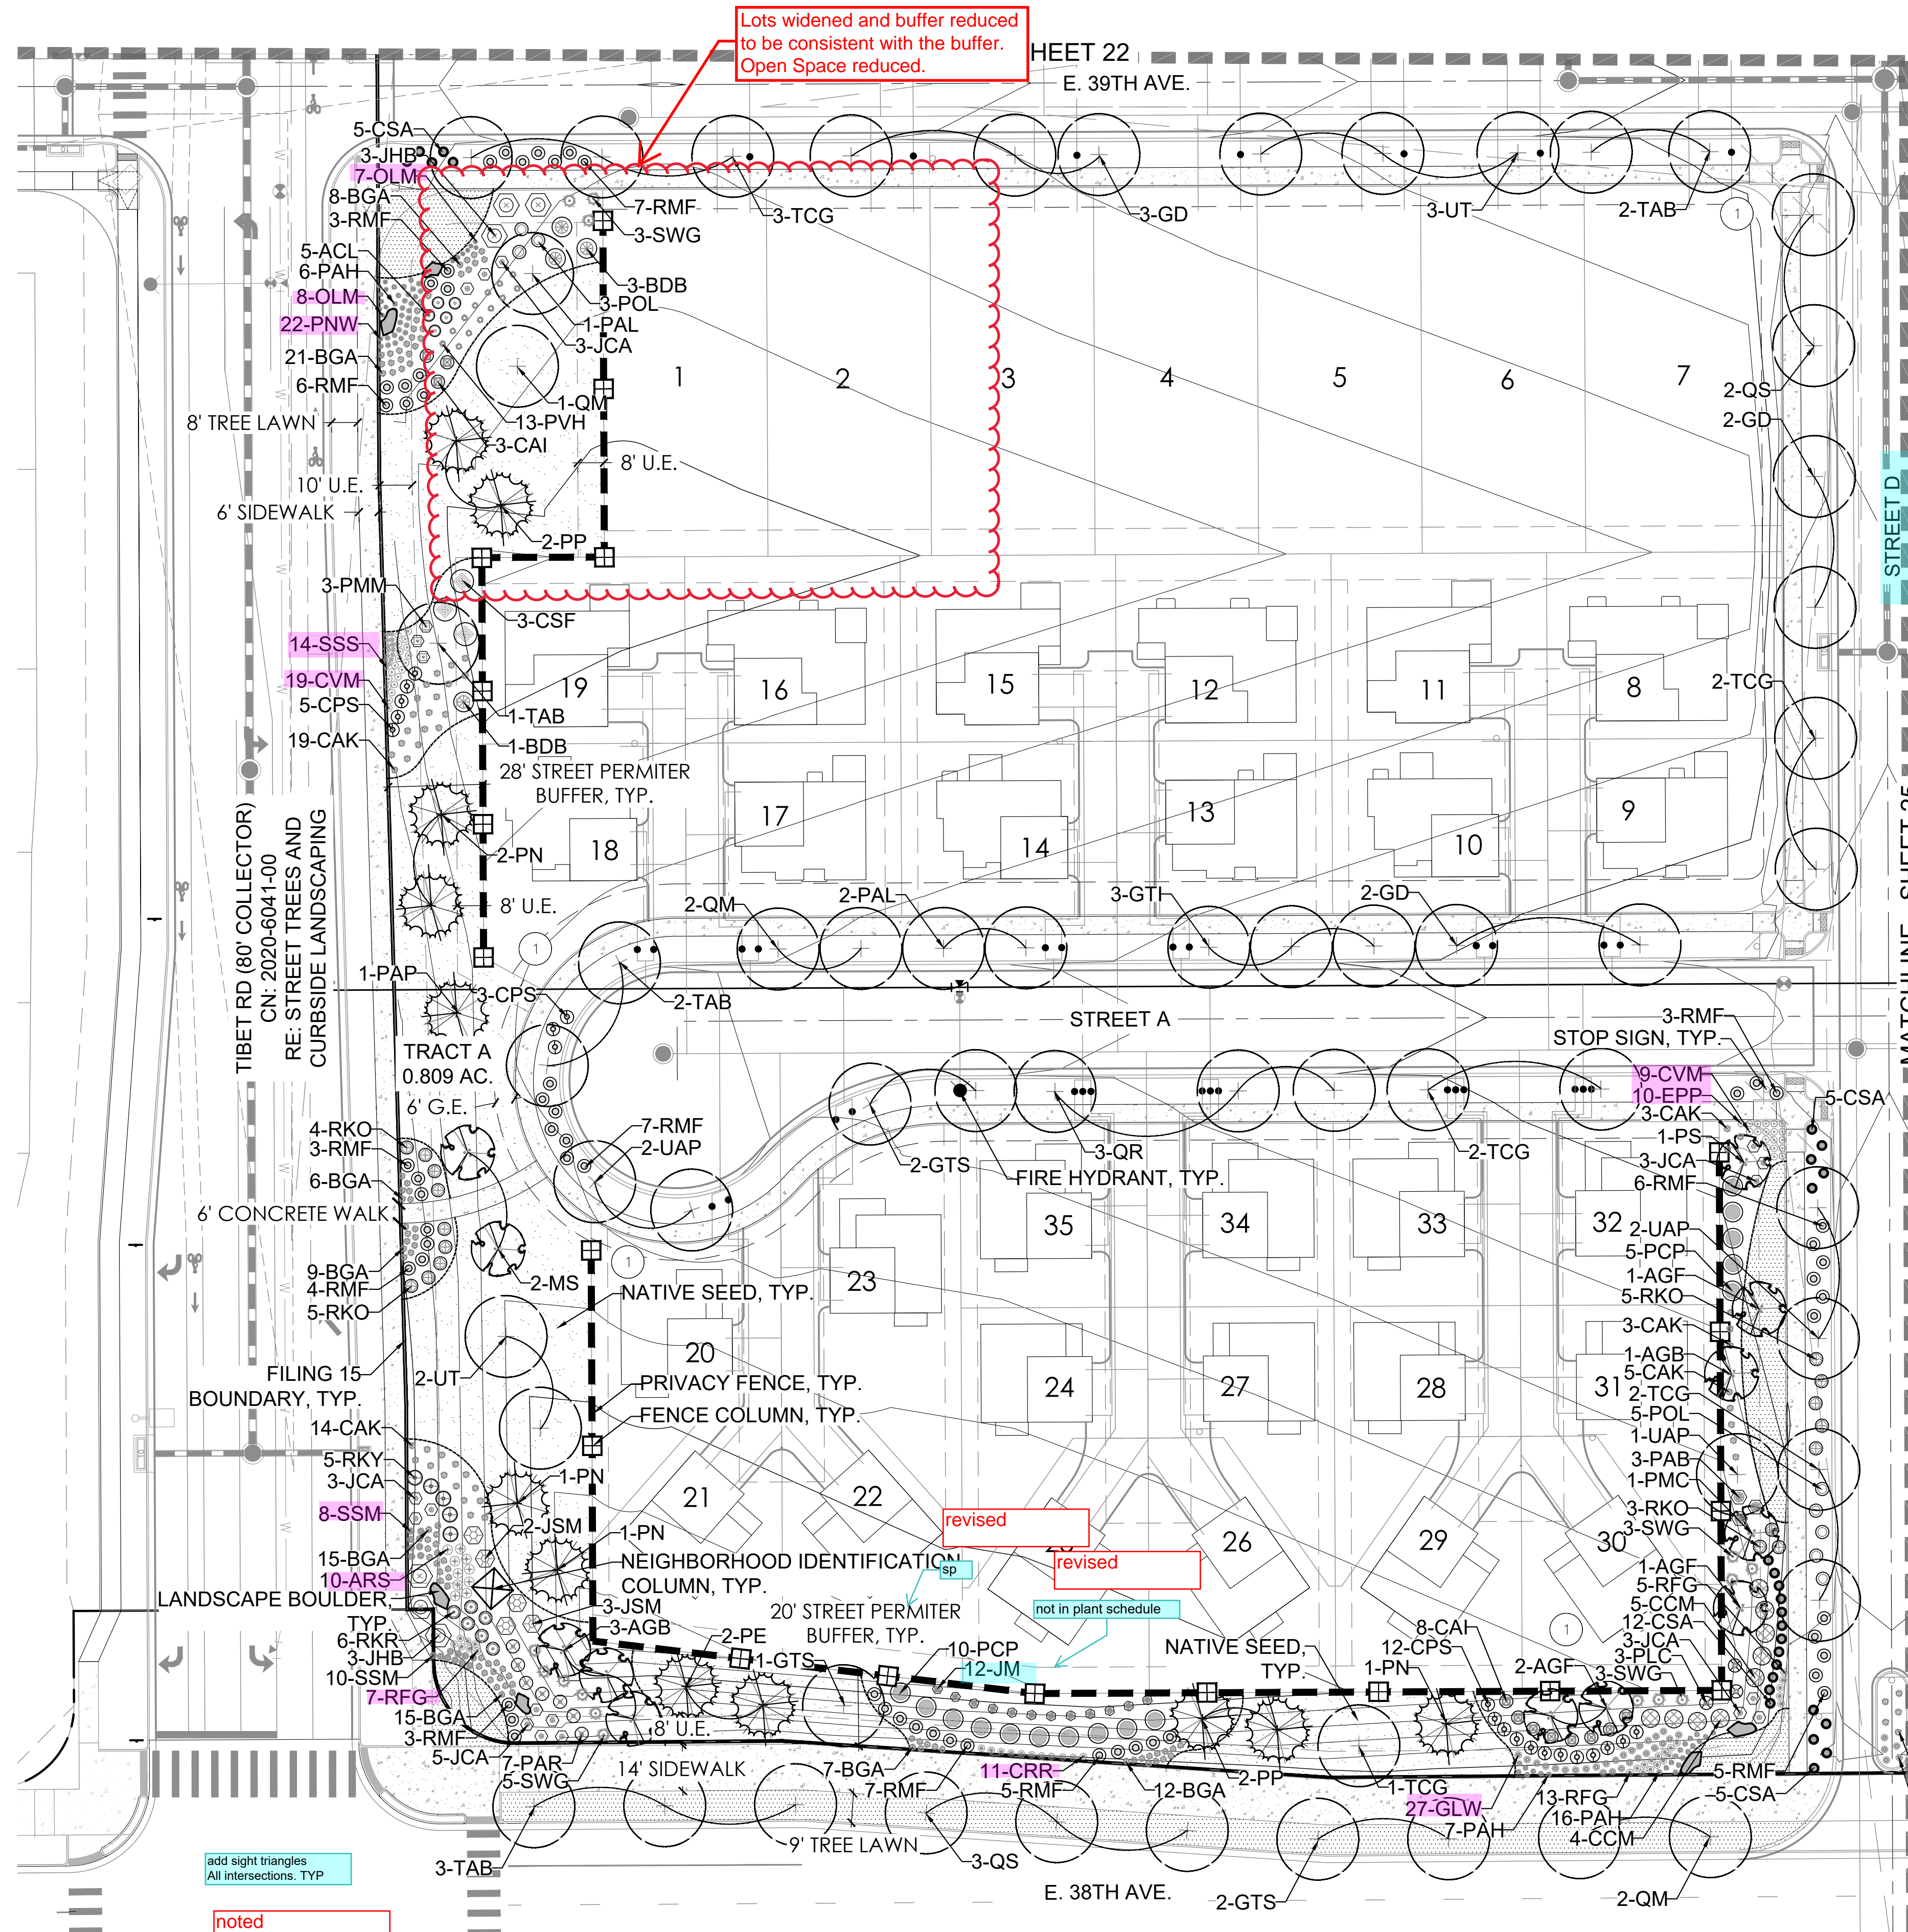 Lots widened and buffer reduced
to be consistent with the buffer.
Open Space reduced.
HEET 22
E. 39TH AVE.
5-CSA
3-JHB
7-OLM
8-BGA
3-RMF
5-ACL
6-PAH
8-OLM
22-PNW
21-BGA
6-RMF
8' TREE LAWN
10' U.E.
6' SIDEWALK
7-RMF
3-SWG
3-BDB
3-POL
1-PAL
3-JCA
1-QM
13-PVH
3-CAI
8' U.E.
2-PP
3-TCG
3-GD
3-UT
2-TAB
1
1
2
3
4
5
6
7
2-QS
2-GD
STREET D
3-PMM
3-CSF
14-SSS
19-CVM
5-CPS
19-CAK
1-TAB
1-BDB
28' STREET PERMITER
BUFFER, TYP.
2-PN
8' U.E.
19
16
15
12
11
8
2-TCG
18
17
14
13
10
9
TIBET RD (80' COLLECTOR)
CN: 2020-6041-00
RE: STREET TREES AND
CURBSIDE LANDSCAPING
2-QM
2-PAL
3-GTI
2-GD
1
1-PAP
3-CPS
2-TAB
STREET A
TRACT A
0.809 AC.
6' G.E.
3-RMF
STOP SIGN, TYP.
9-CVM
10-EPP
3-CAK
5-CSA
1-PS
3-JCA
6-RMF
4-RKO
3-RMF
6-BGA
6' CONCRETE WALK
9-BGA
4-RMF
5-RKO
7-RMF
2-UAP
2-GTS
3-QR
FIRE HYDRANT, TYP.
2-TCG
2-MS
1
NATIVE SEED, TYP.
23
35
34
33
32
2-UAP
5-PCP
1-AGF
5-RKO
3-CAK
1-AGB
5-CAK
2-TCG
5-POL
1-UAP
3-PAB
1-PMC
3-RKO
3-SWG
1-AGF
5-RFG
5-CCM
12-CSA
3-JCA
3-PLC
3-SWG
FILING 15
BOUNDARY, TYP.
2-UT
20
PRIVACY FENCE, TYP.
FENCE COLUMN, TYP.
24
27
28
31
14-CAK
5-RKY
3-JCA
8-SSM
15-BGA
10-ARS
LANDSCAPE BOULDER,
TYP.
6-RKR
3-JHB
10-SSM
7-RFG
15-BGA
3-RMF
5-JCA
7-PAR
5-SWG
1-PN
2-JSM
1-PN
21
22
26
29
30
revised
revised
NEIGHBORHOOD IDENTIFICATION
COLUMN, TYP.
sp
3-JSM
3-AGB
20' STREET PERMITER
BUFFER, TYP.
not in plant schedule
2-PE
1-GTS
10-PCP
12-JM
NATIVE SEED,
TYP.
8-CAI
12-CPS
1-PN
2-AGF
1
8' U.E.
14' SIDEWALK
7-BGA
7-RMF
11-CRR
5-RMF
12-BGA
2-PP
1-TCG
27-GLW
7-PAH
13-RFG
16-PAH
4-CCM
5-RMF
5-CSA
9' TREE LAWN
3-TAB
3-QS
E. 38TH AVE.
2-GTS
2-QM
add sight triangles
All intersections. TYP
noted